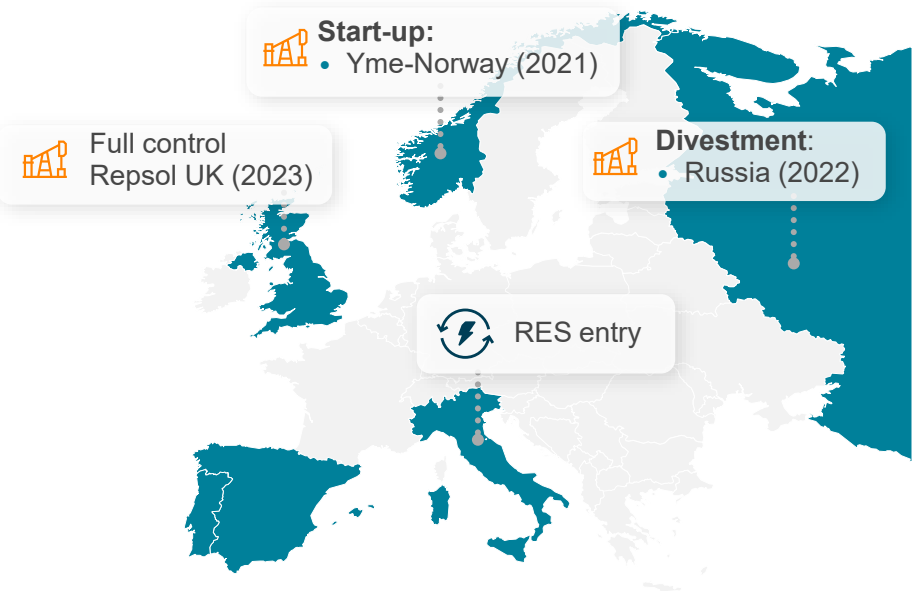 Start-up:
• Yme-Norway (2021)
Full control
Repsol UK (2023)
Divestment:
• Russia (2022)
RES entry